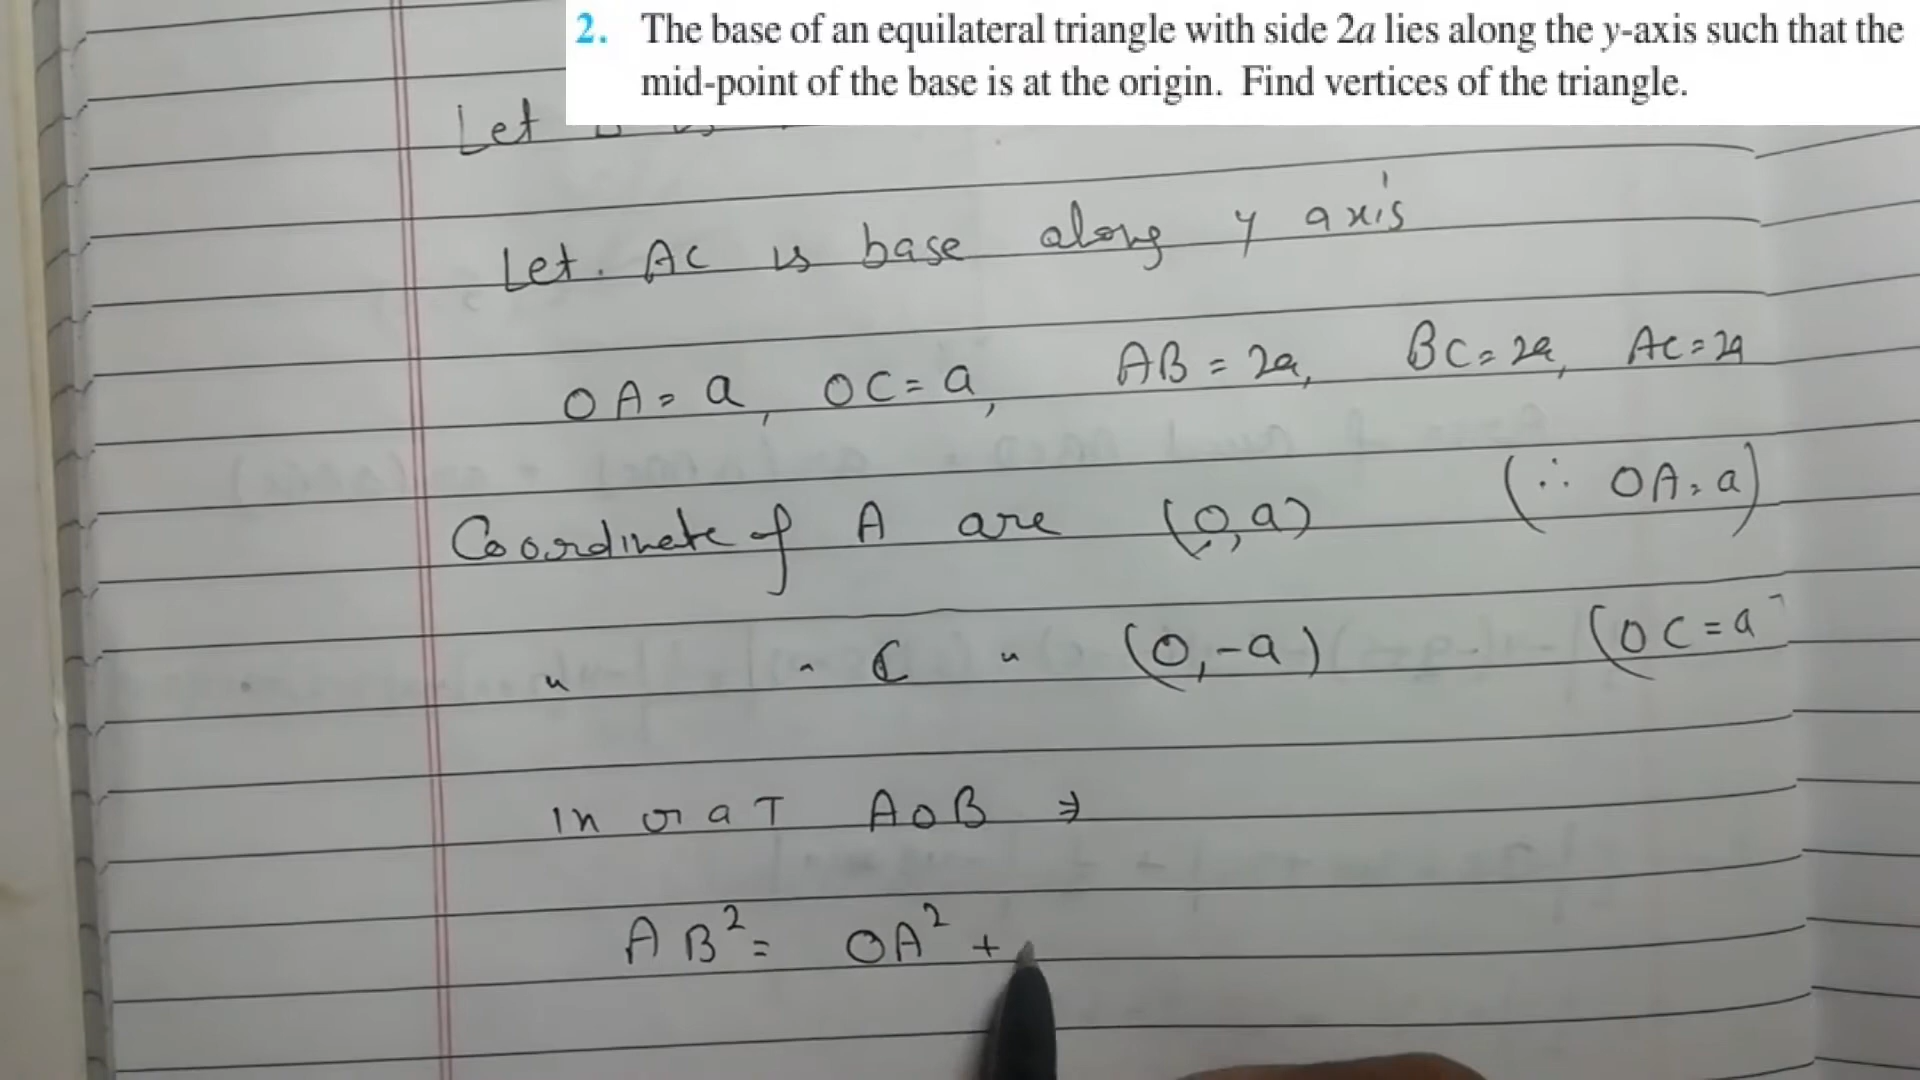 2. The base of an equilateral triangle with side 2a lies along the y-axis such that the
mid-point of the base is at the origin. Find vertices of the triangle.
Let
Let. AC is base along y axis
OA = a, OC = a, AB = 2a, BC = 2a, AC = 2a
Coordinate of A are (0,a) (∵ OA = a)
" " C " (0,-a) (OC = a
In or a T AOB ⇒
AB² = OA² +